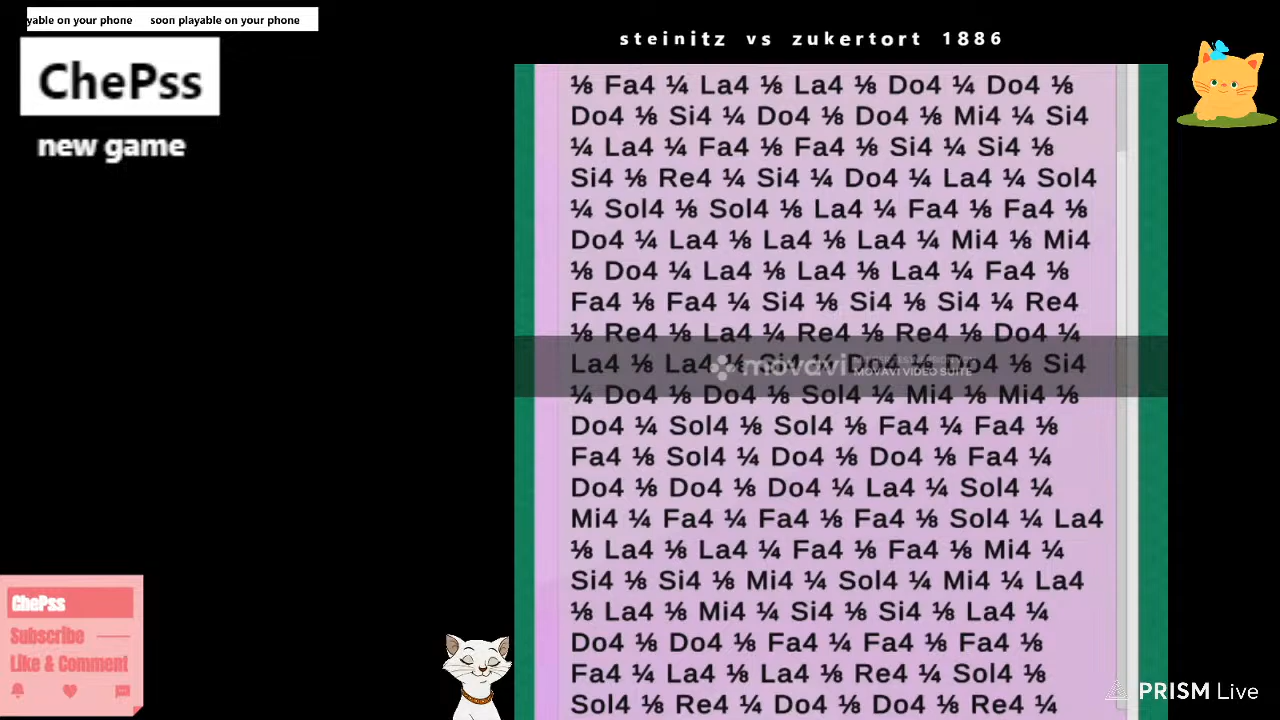 yable on your phone soon playable on your phone
ChePss
new game
steinitz vs zukertort 1886
⅛ Fa4 ¼ La4 ⅛ La4 ⅛ Do4 ¼ Do4 ⅛
Do4 ⅛ Si4 ¼ Do4 ⅛ Do4 ⅛ Mi4 ¼ Si4
¼ La4 ¼ Fa4 ⅛ Fa4 ⅛ Si4 ¼ Si4 ⅛
Si4 ⅛ Re4 ¼ Si4 ¼ Do4 ¼ La4 ¼ Sol4
¼ Sol4 ⅛ Sol4 ⅛ La4 ¼ Fa4 ⅛ Fa4 ⅛
Do4 ¼ La4 ⅛ La4 ⅛ La4 ¼ Mi4 ⅛ Mi4
⅛ Do4 ¼ La4 ⅛ La4 ⅛ La4 ¼ Fa4 ⅛
Fa4 ⅛ Fa4 ¼ Si4 ⅛ Si4 ⅛ Si4 ¼ Re4
⅛ Re4 ⅛ La4 ¼ Re4 ⅛ Re4 ⅛ Do4 ¼
La4 ⅛ La4 ⅛ Si4 ¼ Do4 ⅛ Do4 ⅛ Si4
movavi
MOVAVI VIDEO SUITE
¼ Do4 ⅛ Do4 ⅛ Sol4 ¼ Mi4 ⅛ Mi4 ⅛
Do4 ¼ Sol4 ⅛ Sol4 ⅛ Fa4 ¼ Fa4 ⅛
Fa4 ⅛ Sol4 ¼ Do4 ⅛ Do4 ⅛ Fa4 ¼
Do4 ⅛ Do4 ⅛ Do4 ¼ La4 ¼ Sol4 ¼
Mi4 ¼ Fa4 ¼ Fa4 ⅛ Fa4 ⅛ Sol4 ¼ La4
⅛ La4 ⅛ La4 ¼ Fa4 ⅛ Fa4 ⅛ Mi4 ¼
Si4 ⅛ Si4 ⅛ Mi4 ¼ Sol4 ¼ Mi4 ¼ La4
⅛ La4 ⅛ Mi4 ¼ Si4 ⅛ Si4 ⅛ La4 ¼
Do4 ⅛ Do4 ⅛ Fa4 ¼ Fa4 ⅛ Fa4 ⅛
Fa4 ¼ La4 ⅛ La4 ⅛ Re4 ¼ Sol4 ⅛
Sol4 ⅛ Re4 ¼ Do4 ⅛ Do4 ⅛ Re4 ¼
ChePss
Subscribe
Like & Comment
PRISM Live